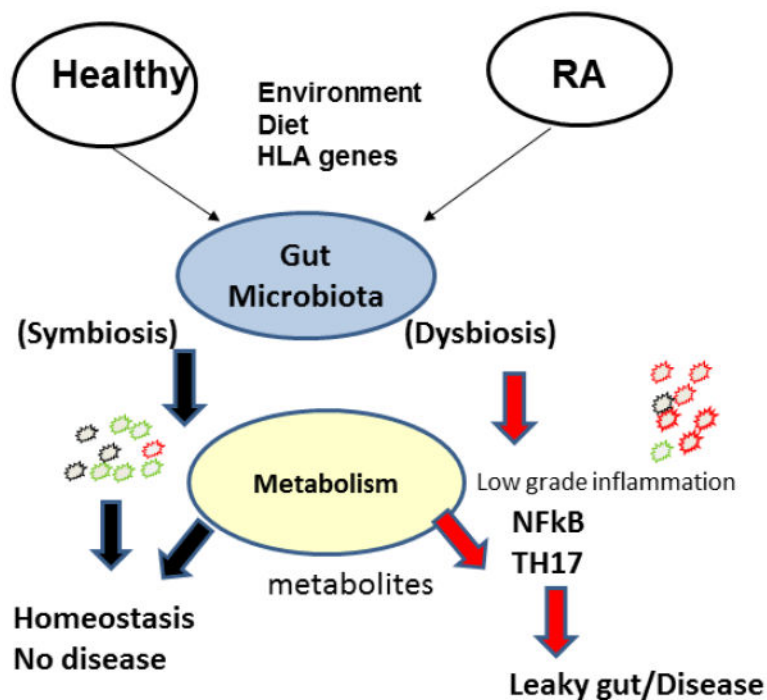 Healthy
RA
Environment
Diet
HLA genes
Gut
Microbiota
(Symbiosis)
(Dysbiosis)
Metabolism
Low grade inflammation
NFkB
TH17
metabolites
Homeostasis
No disease
Leaky gut/Disease